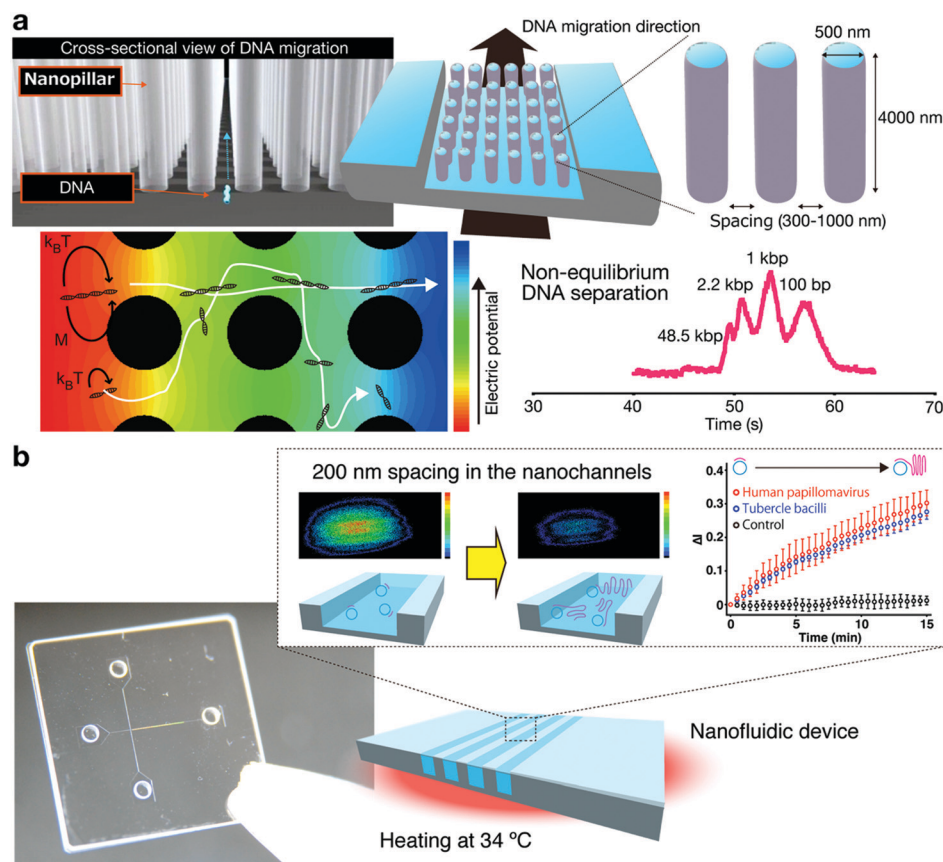 a
Cross-sectional view of DNA migration
Nanopillar
DNA
DNA migration direction
500 nm
4000 nm
Spacing (300-1000 nm)
kBT
M
kBT
Electric potential
Non-equilibrium
DNA separation
48.5 kbp
2.2 kbp
1 kbp
100 bp
30 40 50 60 70
Time (s)
b
200 nm spacing in the nanochannels
Human papillomavirus
Tubercle bacilli
Control
0.4
0.3
0.2
0.1
0
ΔI
0 5 10 15
Time (min)
Nanofluidic device
Heating at 34 ºC